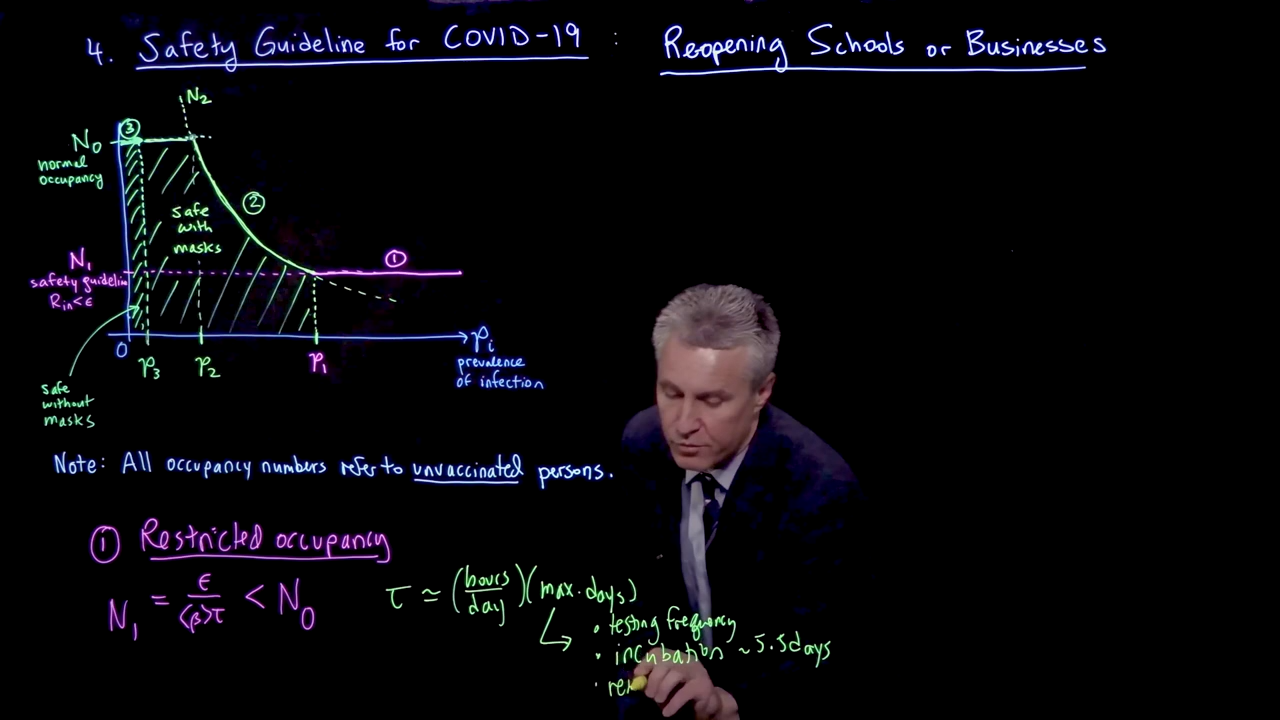 4. Safety Guideline for COVID-19 : Reopening Schools or Businesses
N₂
③
N₀
normal
occupancy
②
safe
with
masks
N₁
①
safety guideline
Rin<ϵ
0
p₃
p₂
p₁
pi
prevalence
of infection
safe
without
masks
Note: All occupancy numbers refer to unvaccinated persons.
① Restricted occupancy
N₁ = ϵ/⟨β⟩τ < N₀
τ ≃ (hours/day)(max. days)
• testing frequency
• incubation ~5.5days
•